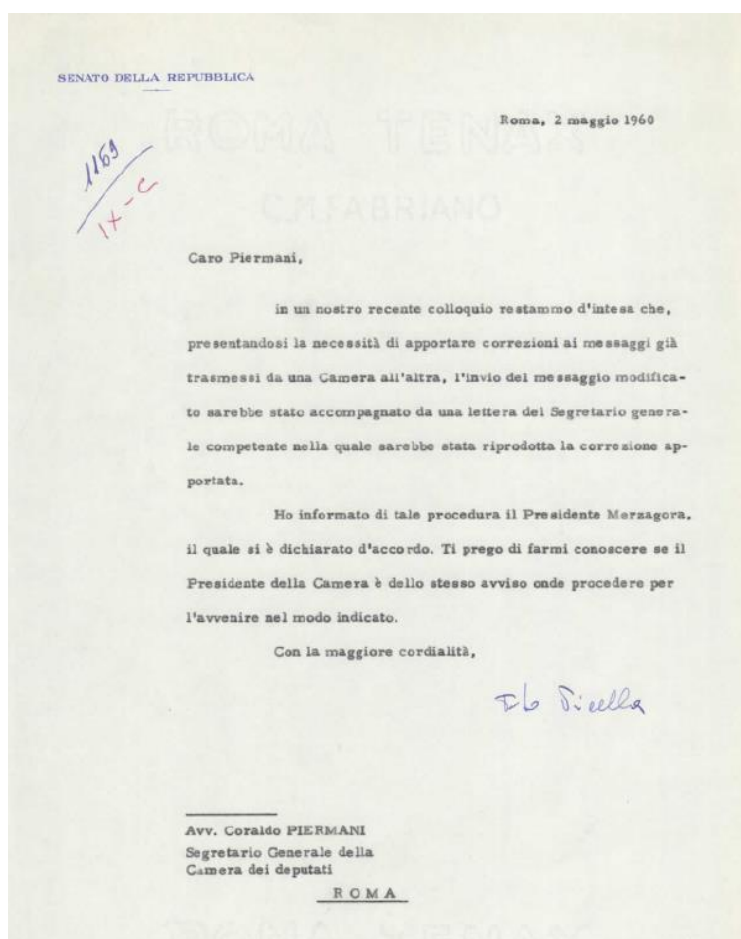 SENATO DELLA REPUBBLICA
Roma, 2 maggio 1960
1169
IX-C
ROMA TENAX
C.M.FABRIANO
Caro Piermani,
in un nostro recente colloquio restammo d'intesa che,
presentandosi la necessità di apportare correzioni ai messaggi già
trasmessi da una Camera all'altra, l'invio del messaggio modifica-
to sarebbe stato accompagnato da una lettera del Segretario genera-
le competente nella quale sarebbe stata riprodotta la correzione ap-
portata.
Ho informato di tale procedura il Presidente Merzagora,
il quale si è dichiarato d'accordo. Ti prego di farmi conoscere se il
Presidente della Camera è dello stesso avviso onde procedere per
l'avvenire nel modo indicato.
Con la maggiore cordialità,
Avv. Coraldo PIERMANI
Segretario Generale della
Camera dei deputati
ROMA